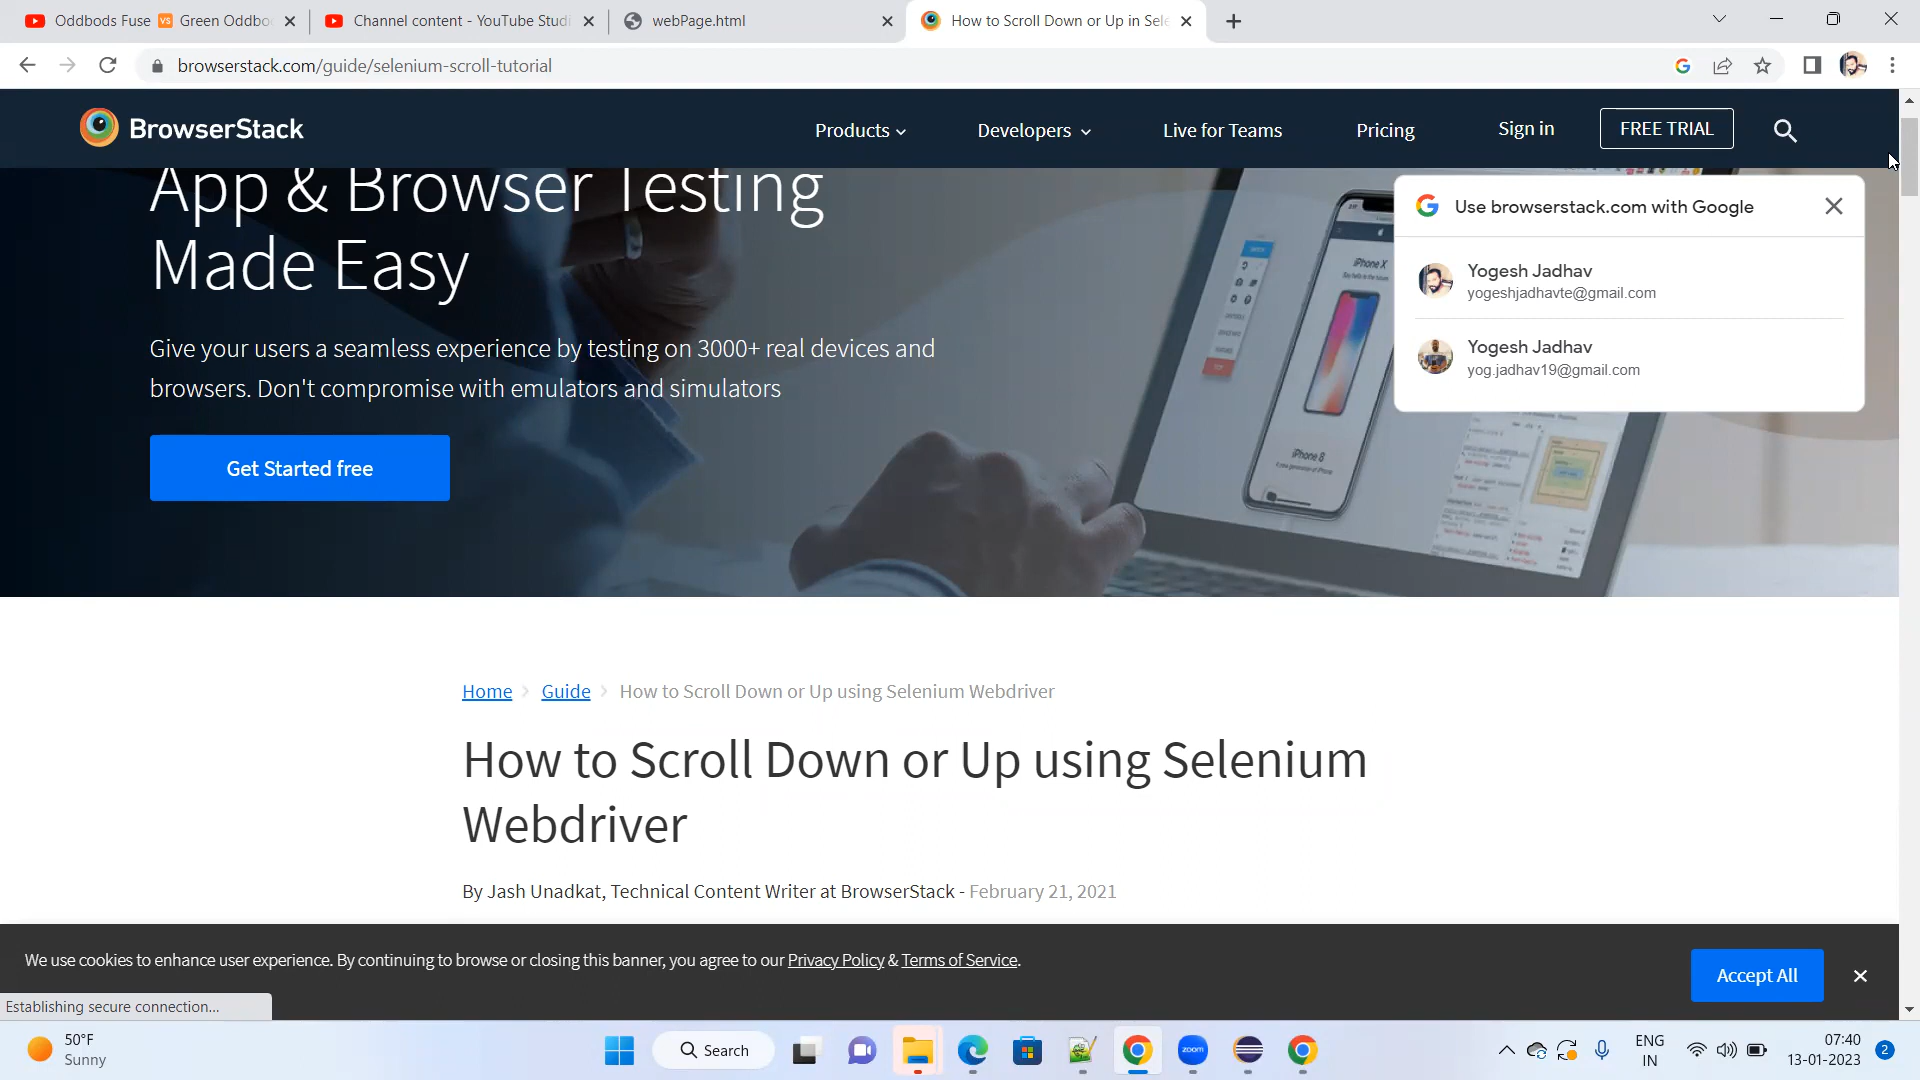 Oddbods Fuse VS Green Oddbo
Channel content - YouTube Studi
webPage.html
How to Scroll Down or Up in Sele
browserstack.com/guide/selenium-scroll-tutorial
BrowserStack
Products
Developers
Live for Teams
Pricing
Sign in
FREE TRIAL
App & Browser Testing
Made Easy
Give your users a seamless experience by testing on 3000+ real devices and
browsers. Don't compromise with emulators and simulators
Get Started free
iPhone X
iPhone 8
Use browserstack.com with Google
Yogesh Jadhav
yogeshjadhavte@gmail.com
Yogesh Jadhav
yog.jadhav19@gmail.com
Home
Guide
How to Scroll Down or Up using Selenium Webdriver
How to Scroll Down or Up using Selenium
Webdriver
By Jash Unadkat, Technical Content Writer at BrowserStack - February 21, 2021
We use cookies to enhance user experience. By continuing to browse or closing this banner, you agree to our Privacy Policy & Terms of Service.
Accept All
Establishing secure connection...
50°F
Sunny
Search
zoom
ENG
IN
07:40
13-01-2023
2